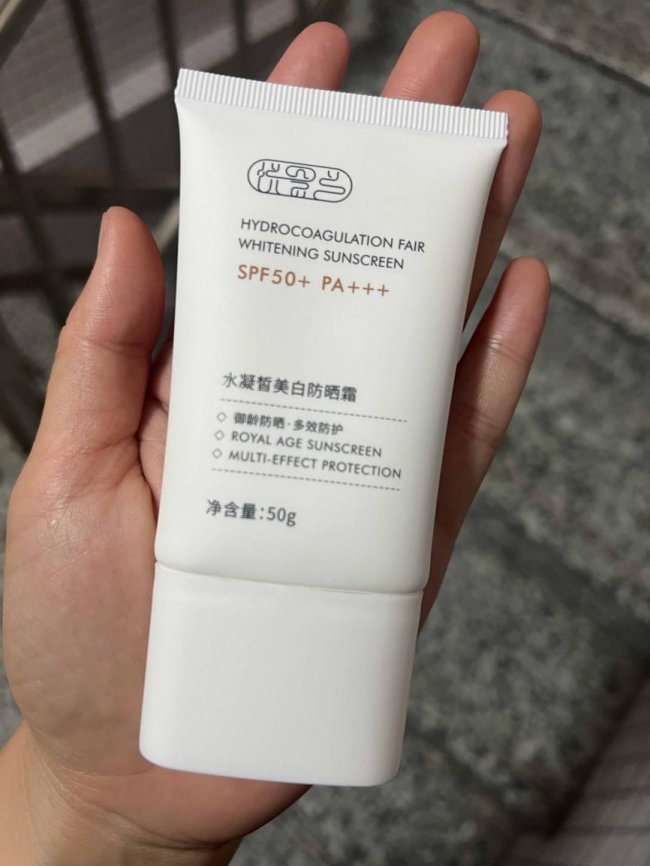 HYDROCOAGULATION FAIR
WHITENING SUNSCREEN
SPF50+ PA+++
水凝皙美白防晒霜
◇ 御龄防晒·多效防护
◇ ROYAL AGE SUNSCREEN
◇ MULTI-EFFECT PROTECTION
净含量:50g